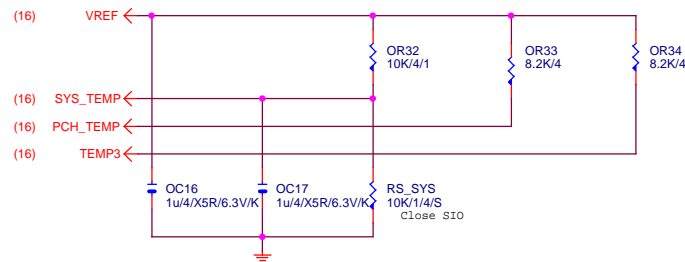 (16) VREF
OR32
10K/4/1
OR33
8.2K/4
OR34
8.2K/4
(16) SYS_TEMP
(16) PCH_TEMP
(16) TEMP3
OC16
1u/4/X5R/6.3V/K
OC17
1u/4/X5R/6.3V/K
RS_SYS
10K/1/4/S
Close SIO